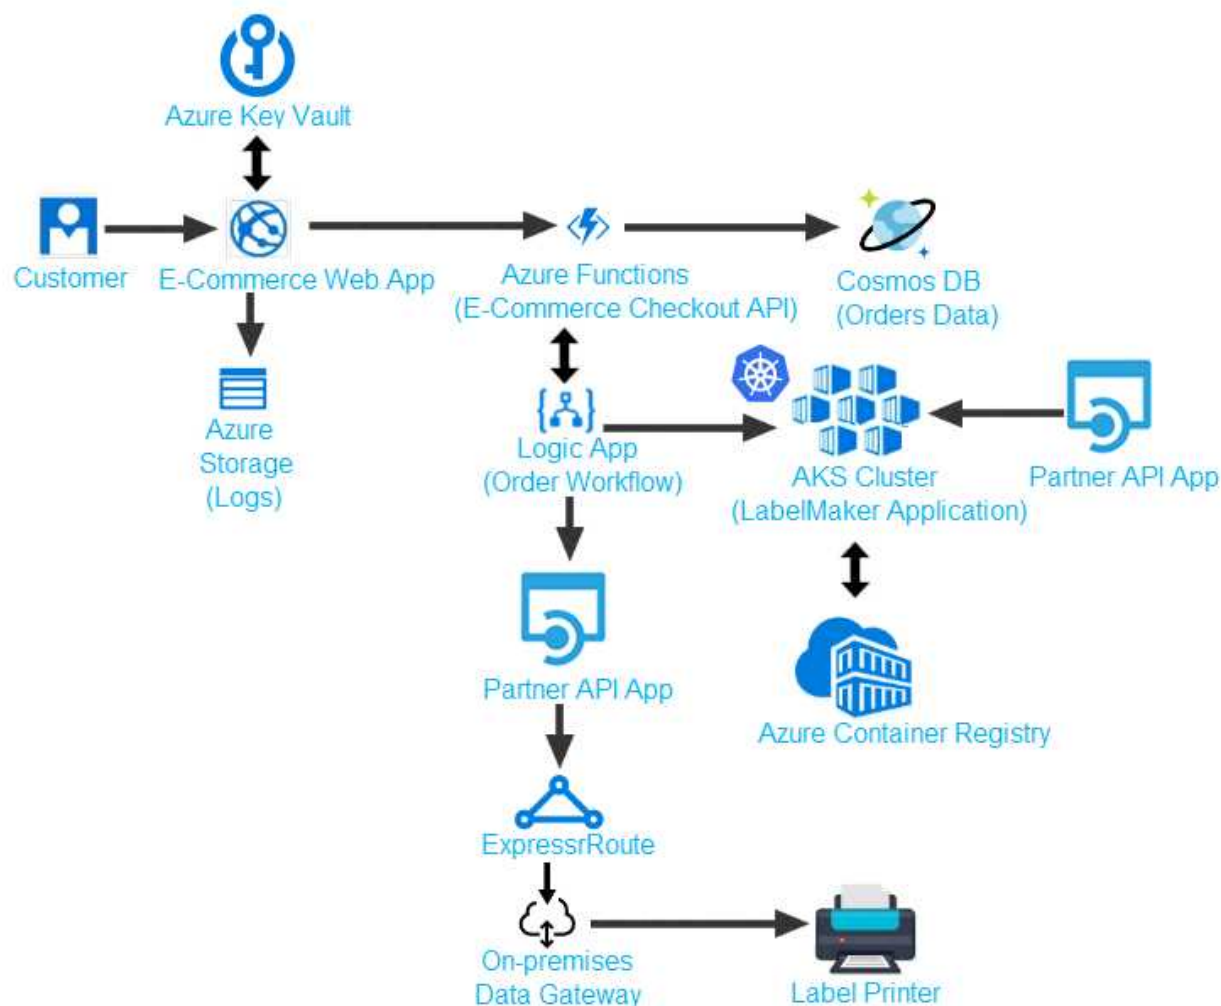 Azure Key Vault
Customer
E-Commerce Web App
Azure Functions
(E-Commerce Checkout API)
Cosmos DB
(Orders Data)
Azure
Storage
(Logs)
Logic App
(Order Workflow)
AKS Cluster
(LabelMaker Application)
Partner API App
Partner API App
Azure Container Registry
ExpressrRoute
On-premises
Data Gateway
Label Printer